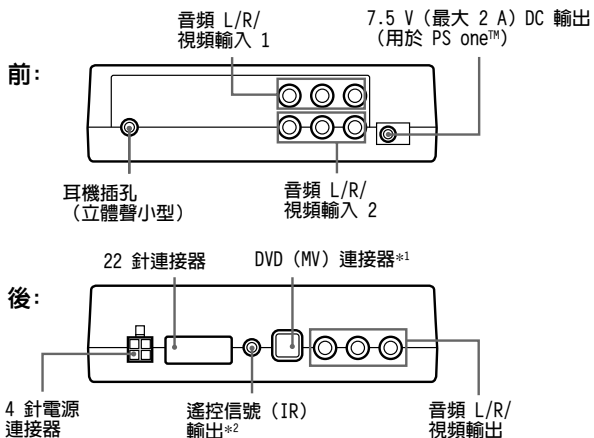 音頻 L/R/
視頻輸入 1
7.5 V（最大 2 A）DC 輸出
（用於 PS one™）
前：
耳機插孔
（立體聲小型）
音頻 L/R/
視頻輸入 2
22 針連接器
DVD（MV）連接器*1
後：
4 針電源
連接器
遙控信號（IR）
輸出*2
音頻 L/R/
視頻輸出